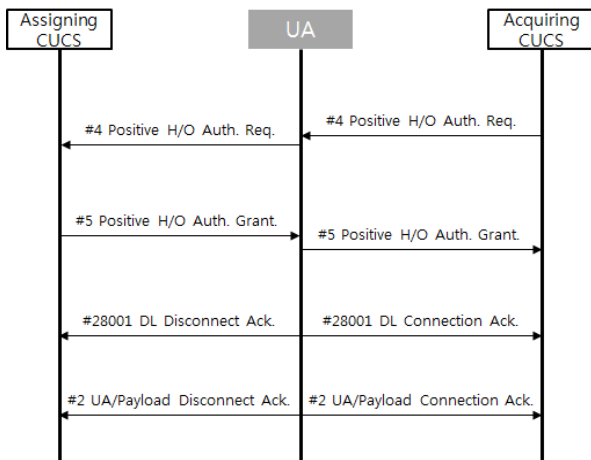 Assigning
CUCS
UA
Acquiring
CUCS
#4 Positive H/O Auth. Req.
#4 Positive H/O Auth. Req.
#5 Positive H/O Auth. Grant.
#5 Positive H/O Auth. Grant.
#28001 DL Disconnect Ack.
#28001 DL Connection Ack.
#2 UA/Payload Disconnect Ack.
#2 UA/Payload Connection Ack.